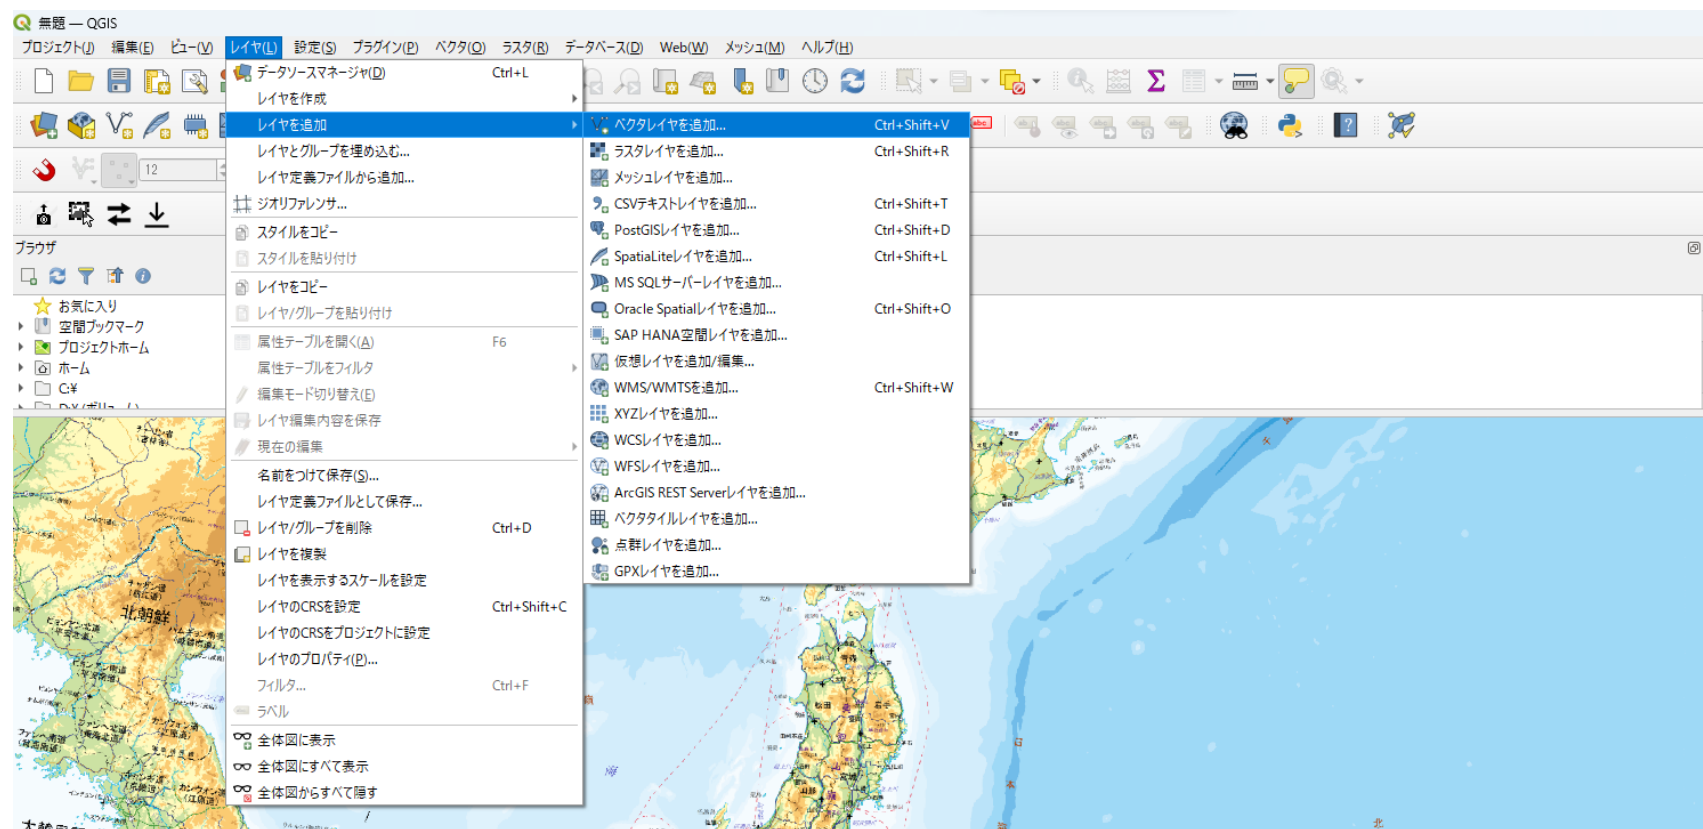 無題 — QGIS
プロジェクト(J) 編集(E) ビュー(V) レイヤ(L) 設定(S) プラグイン(P) ベクタ(O) ラスタ(R) データベース(D) Web(W) メッシュ(M) ヘルプ(H)
データソースマネージャ(D) Ctrl+L
レイヤを作成
レイヤを追加
レイヤとグループを埋め込む...
レイヤ定義ファイルから追加...
ジオリファレンサ...
スタイルをコピー
スタイルを貼り付け
レイヤをコピー
レイヤ/グループを貼り付け
属性テーブルを開く(A) F6
属性テーブルをフィルタ
編集モード切り替え(E)
レイヤ編集内容を保存
現在の編集
名前をつけて保存(S)...
レイヤ定義ファイルとして保存...
レイヤ/グループを削除 Ctrl+D
レイヤを複製
レイヤを表示するスケールを設定
レイヤのCRSを設定 Ctrl+Shift+C
レイヤのCRSをプロジェクトに設定
レイヤのプロパティ(P)...
フィルタ... Ctrl+F
ラベル
全体図に表示
全体図にすべて表示
全体図からすべて隠す
ベクタレイヤを追加... Ctrl+Shift+V
ラスタレイヤを追加... Ctrl+Shift+R
メッシュレイヤを追加...
CSVテキストレイヤを追加... Ctrl+Shift+T
PostGISレイヤを追加... Ctrl+Shift+D
SpatiaLiteレイヤを追加... Ctrl+Shift+L
MS SQLサーバーレイヤを追加...
Oracle Spatialレイヤを追加... Ctrl+Shift+O
SAP HANA空間レイヤを追加...
仮想レイヤを追加/編集...
WMS/WMTSを追加... Ctrl+Shift+W
XYZレイヤを追加...
WCSレイヤを追加...
WFSレイヤを追加...
ArcGIS REST Serverレイヤを追加...
ベクタタイルレイヤを追加...
点群レイヤを追加...
GPXレイヤを追加...
12
abc
ブラウザ
お気に入り
空間ブックマーク
プロジェクトホーム
ホーム
C:¥
北朝鮮
海
日
本
北
青森
秋田
岩手
宮城
山形